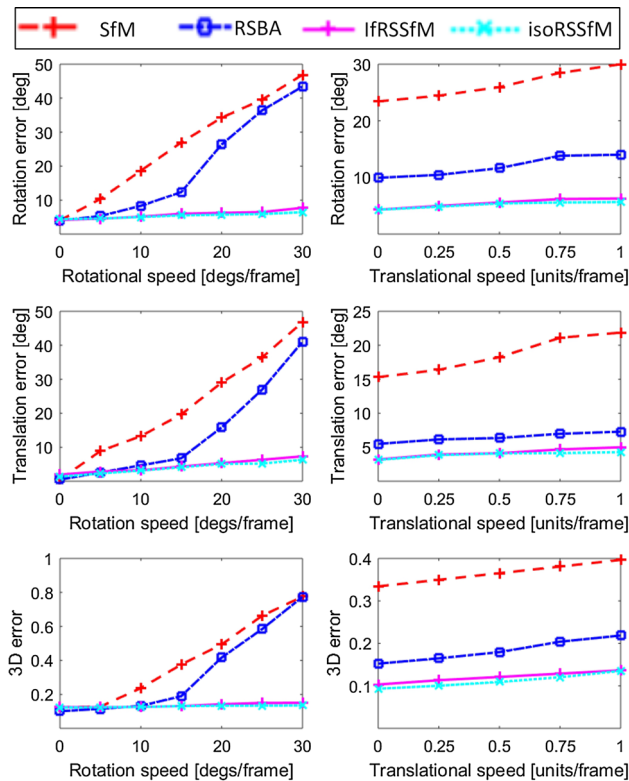 SfM RSBA IfRSSfM isoRSSfM
Rotation error [deg]
50
40
30
20
10
0 10 20 30
Rotational speed [degs/frame]
Rotation error [deg]
30
20
10
0 0.25 0.5 0.75 1
Translational speed [units/frame]
Translation error [deg]
50
40
30
20
10
0 10 20 30
Rotation speed [degs/frame]
Translation error [deg]
25
20
15
10
5
0 0.25 0.5 0.75 1
Translational speed [units/frame]
3D error
1
0.8
0.6
0.4
0.2
0 10 20 30
Rotation speed [degs/frame]
3D error
0.4
0.3
0.2
0.1
0 0.25 0.5 0.75 1
Translational speed [units/frame]